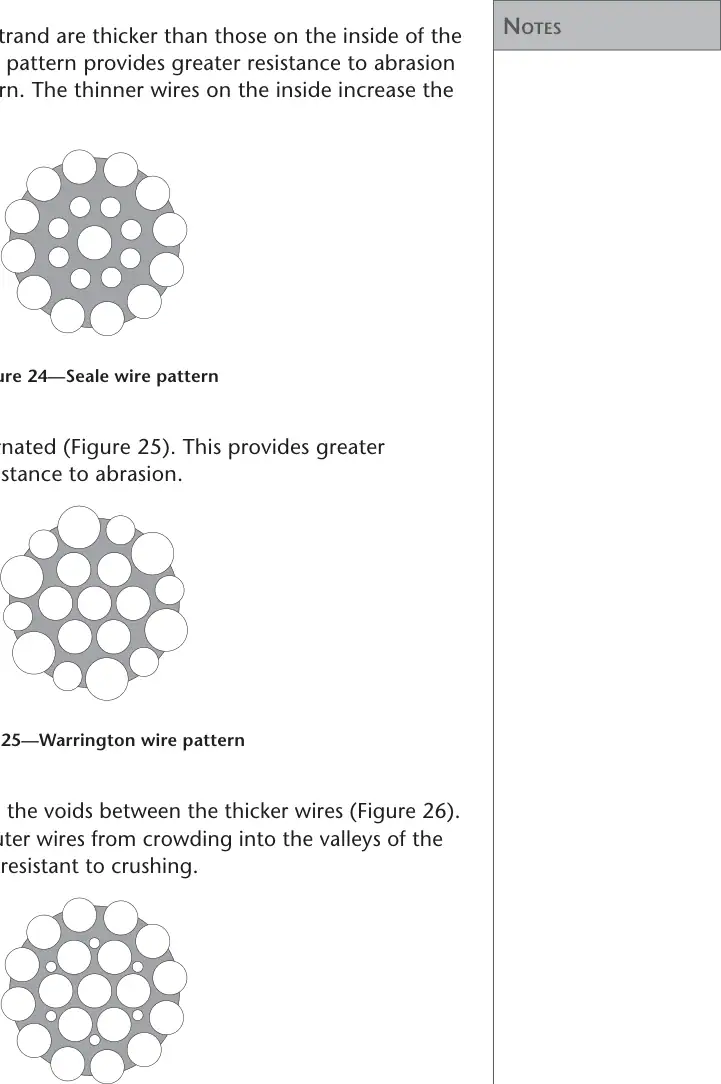 trand are thicker than those on the inside of the
pattern provides greater resistance to abrasion
rn. The thinner wires on the inside increase the
ure 24—Seale wire pattern
rnated (Figure 25). This provides greater
istance to abrasion.
25—Warrington wire pattern
the voids between the thicker wires (Figure 26).
uter wires from crowding into the valleys of the
resistant to crushing.
NOTES